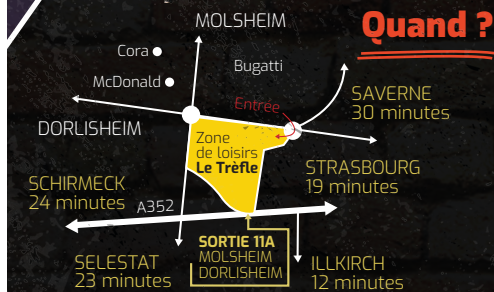 Quand ?
MOLSHEIM
Cora
McDonald
Bugatti
Entrée
SAVERNE
30 minutes
DORLISHEIM
Zone
de loisirs
Le Trèfle
STRASBOURG
19 minutes
SCHIRMECK
24 minutes
A352
SORTIE 11A
MOLSHEIM
DORLISHEIM
SELESTAT
23 minutes
ILLKIRCH
12 minutes